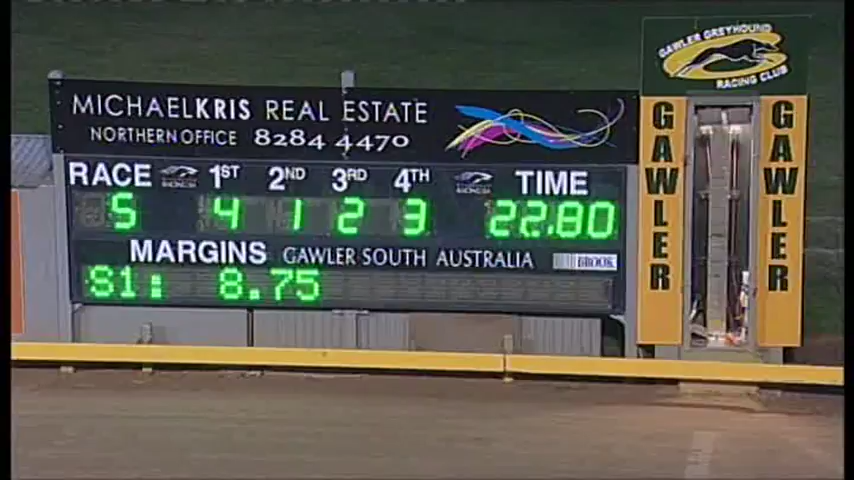 GAWLER GREYHOUND
RACING CLUB
MICHAELKRIS REAL ESTATE
NORTHERN OFFICE 8284 4470
RACE 1ST 2ND 3RD 4TH TIME
5 4 1 2 3 22.80
MARGINS GAWLER SOUTH AUSTRALIA BROOK
S1: 8.75
GAWLER
GAWLER